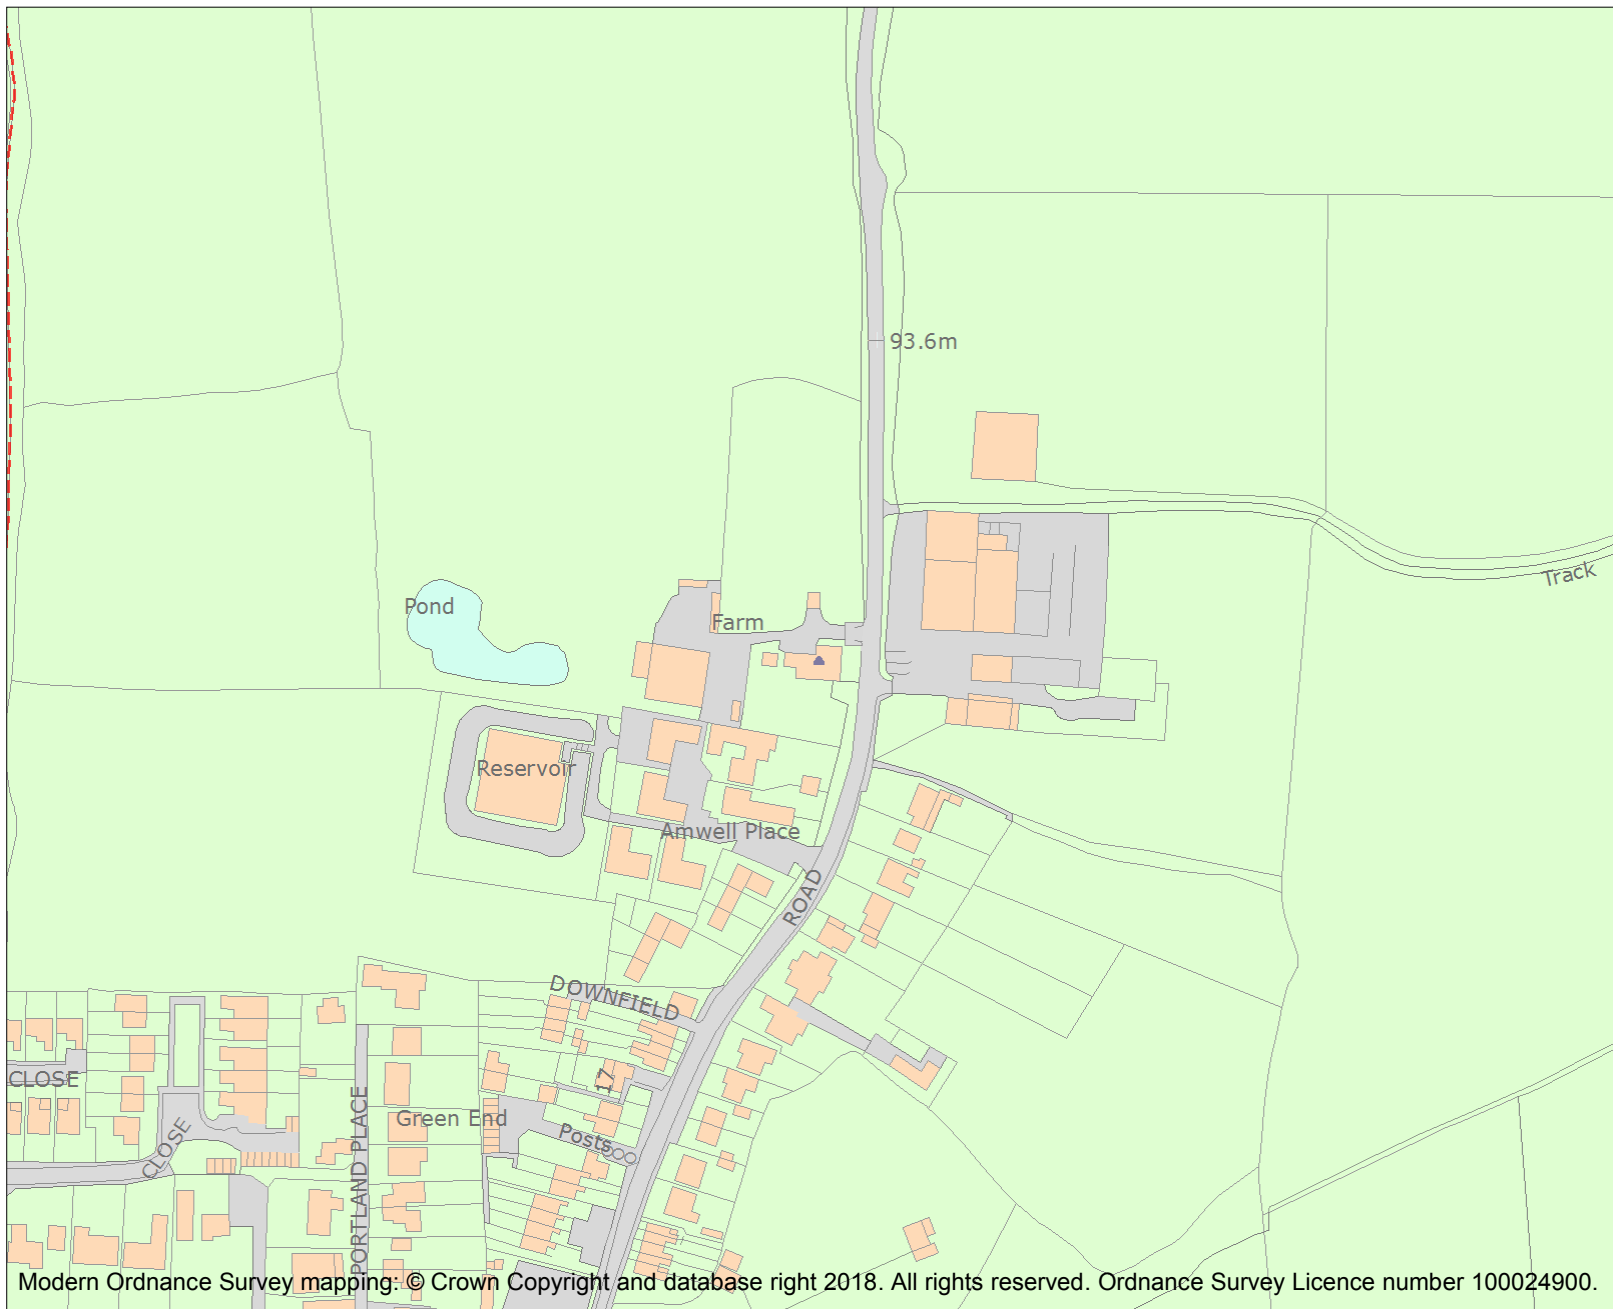 93.6m
Track
Pond
Farm
Reservoir
Amwell Place
ROAD
DOWNFIELD
CLOSE
17
Green End
Posts
CLOSE
PORTLAND PLACE
Modern Ordnance Survey mapping: © Crown Copyright and database right 2018. All rights reserved. Ordnance Survey Licence number 100024900.